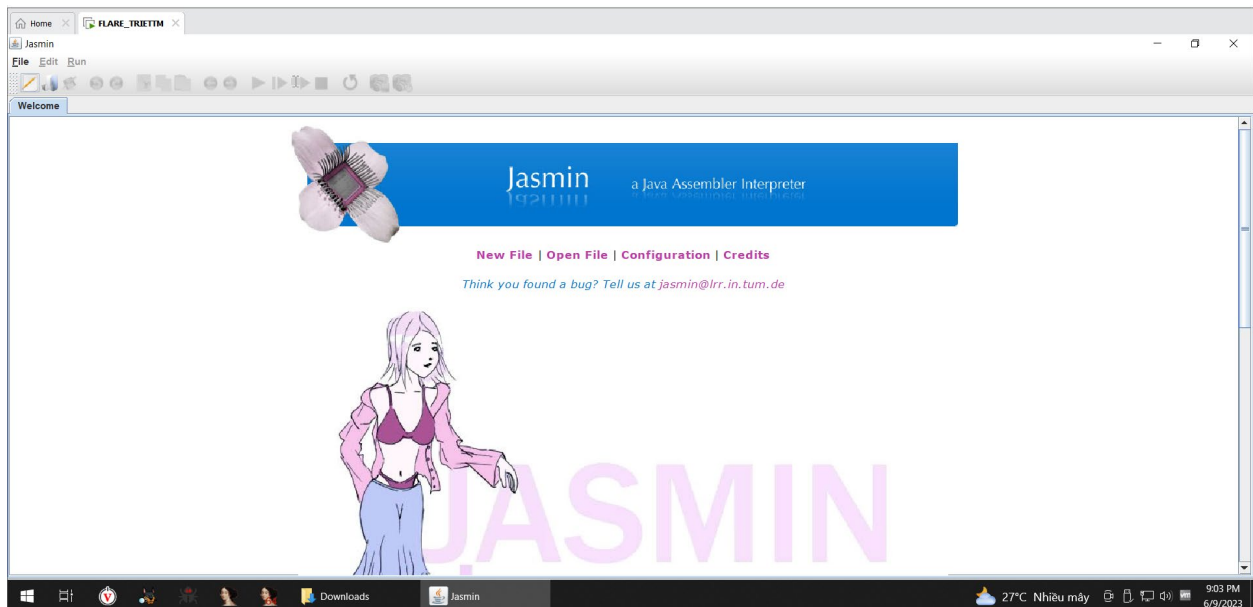 Home
FLARE_TRIETTM
Jasmin
File Edit Run
Welcome
Jasmin a Java Assembler Interpreter
New File | Open File | Configuration | Credits
Think you found a bug? Tell us at jasmin@lrr.in.tum.de
JASMIN
Downloads
Jasmin
27°C Nhiều mây
9:03 PM
6/9/2023